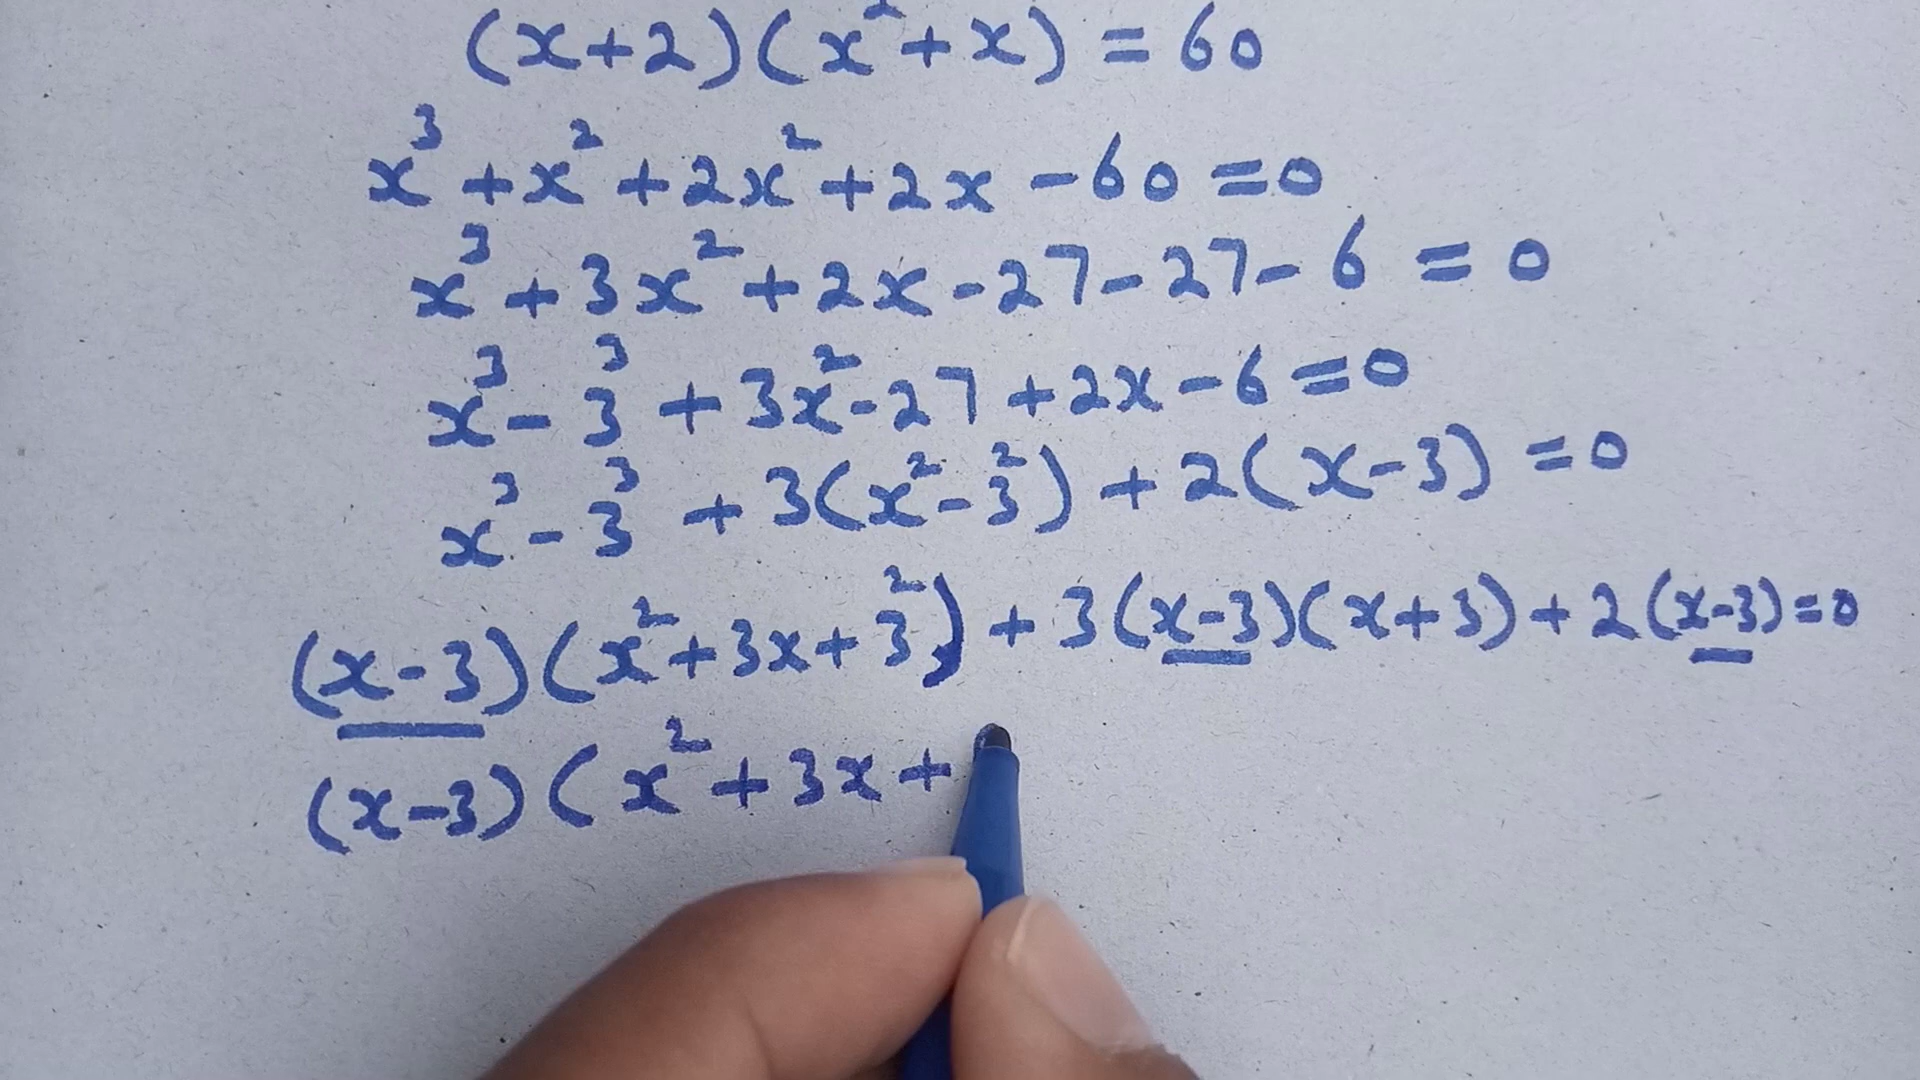 (x+2)(x²+x) = 60
x³+x²+2x²+2x-60=0
x³+3x²+2x-27-27-6=0
x³-3³+3x²-27+2x-6=0
x³-3³+3(x²-3²)+2(x-3)=0
(x-3)(x²+3x+3²)+3(x-3)(x+3)+2(x-3)=0
(x-3)(x²+3x+